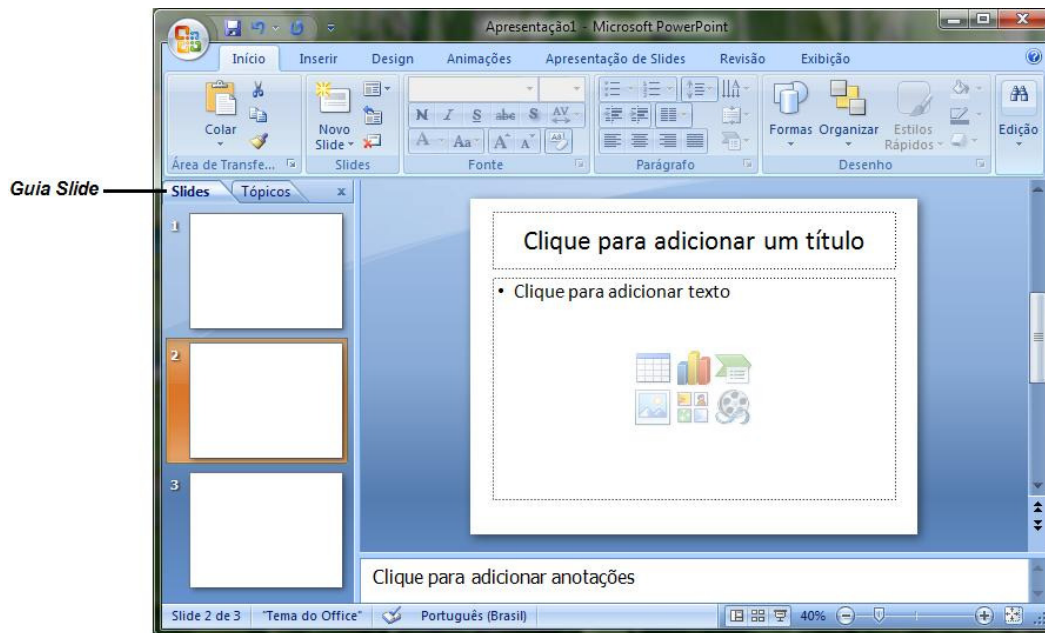 Apresentação1 - Microsoft PowerPoint
Início Inserir Design Animações Apresentação de Slides Revisão Exibição
Colar
Novo
Slide
N I S abc S AV
A Aa A A
Formas Organizar Estilos
Rápidos
Edição
Área de Transfe... Slides Fonte Parágrafo Desenho
Guia Slide
Slides Tópicos x
1
2
3
Clique para adicionar um título
• Clique para adicionar texto
Clique para adicionar anotações
Slide 2 de 3 "Tema do Office" Português (Brasil) 40%